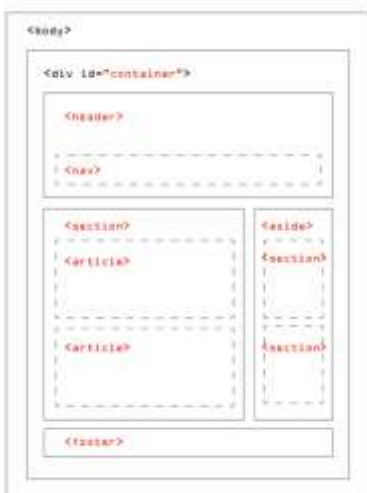 <body>
<div id="container">
<header>
<nav>
<section>
<article>
<article>
<aside>
<section>
<section>
<footer>